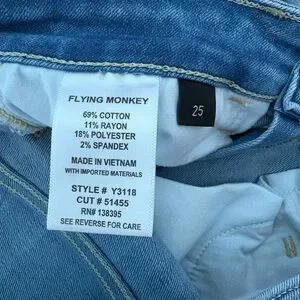 FLYING MONKEY
69% COTTON
11% RAYON
18% POLYESTER
2% SPANDEX
MADE IN VIETNAM
WITH IMPORTED MATERIALS
STYLE # Y3118
CUT # 51455
RN# 138395
SEE REVERSE FOR CARE
25